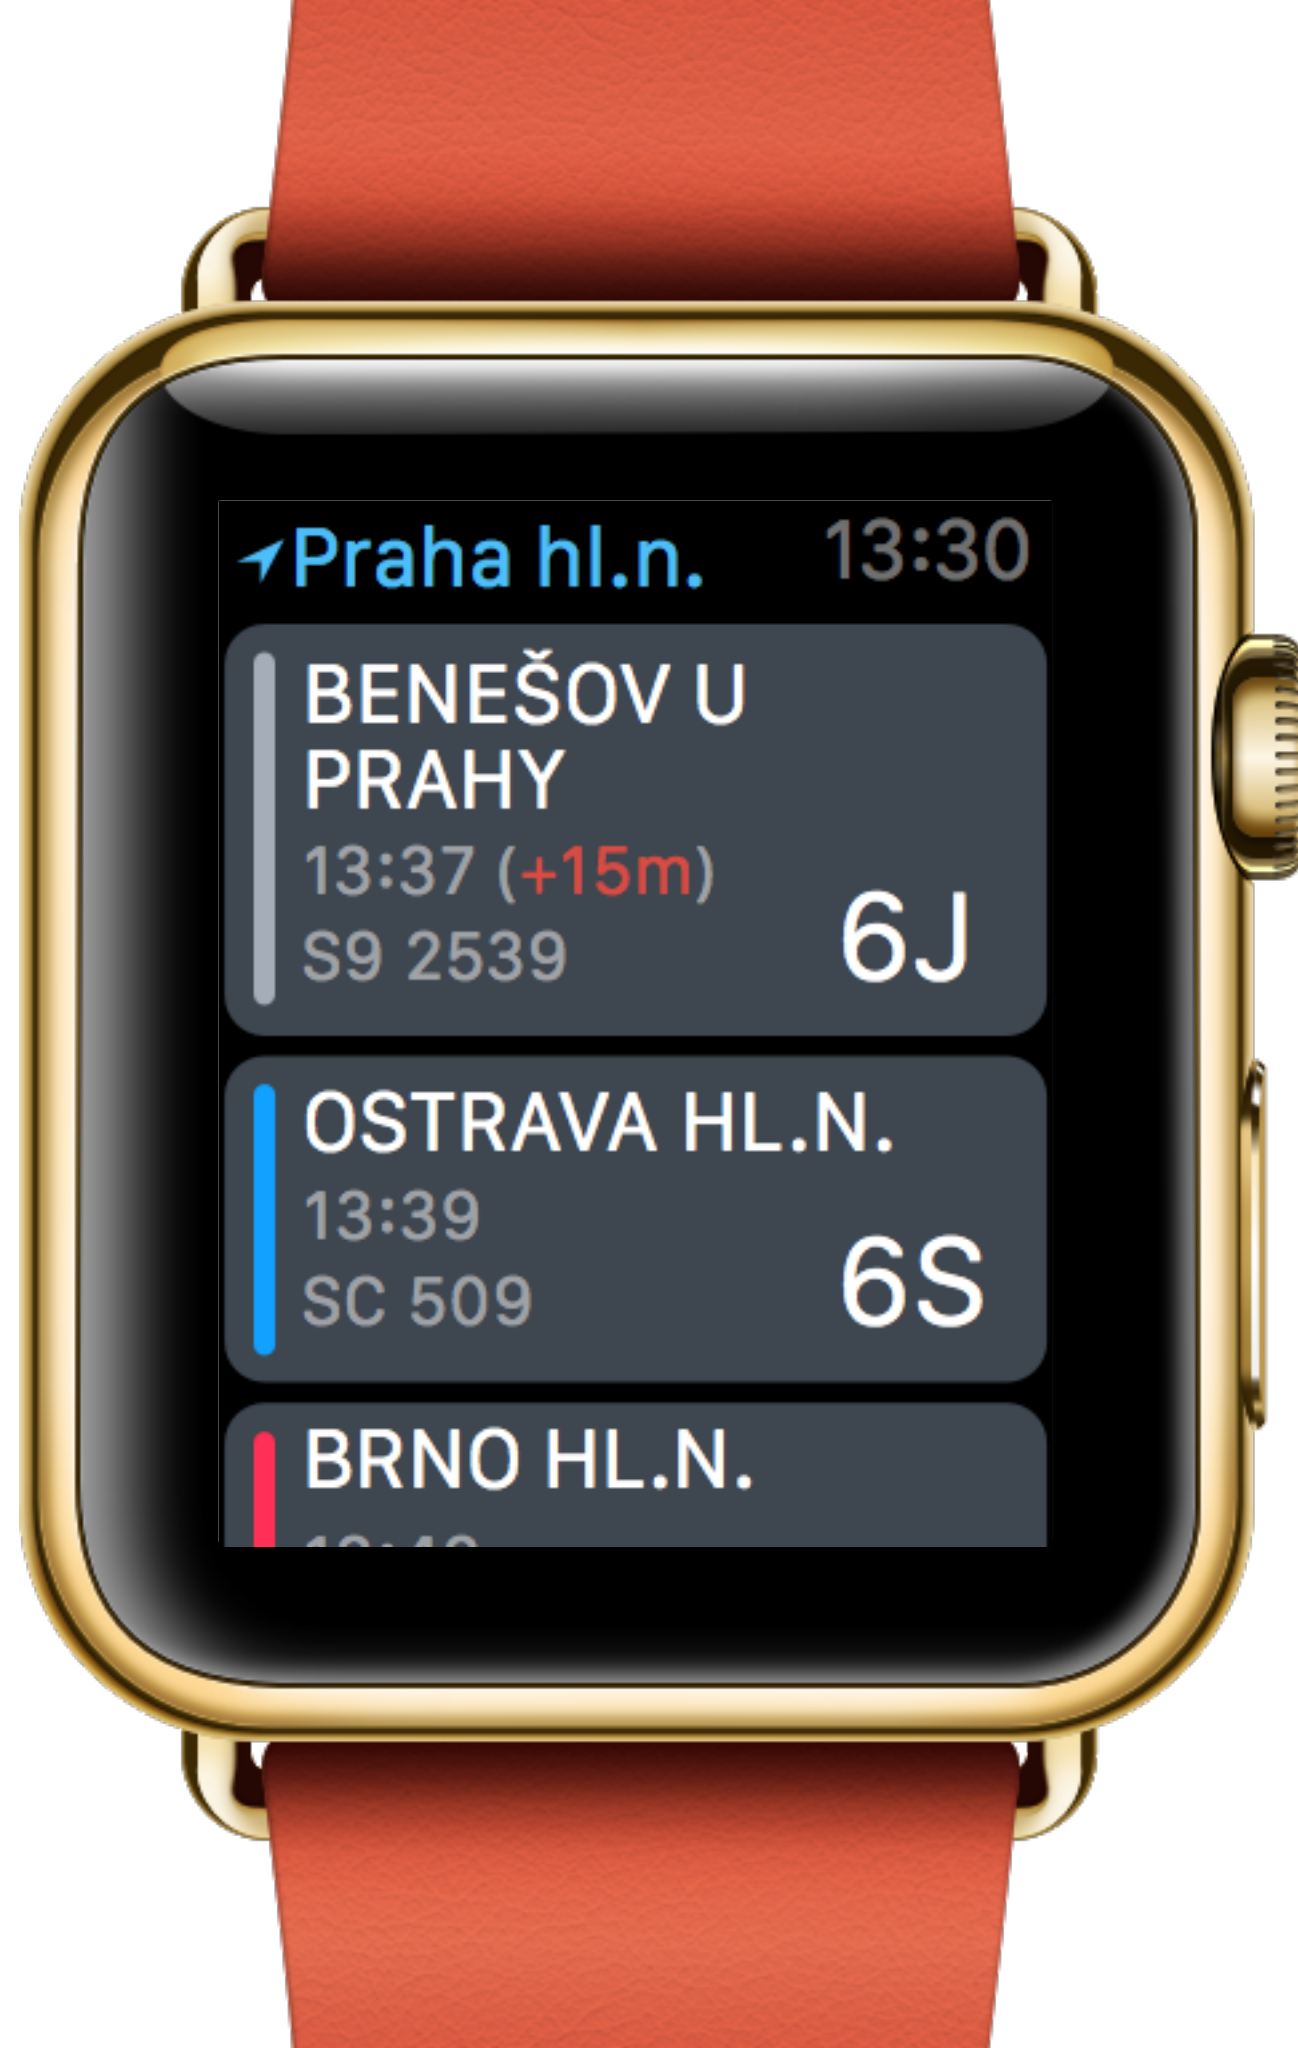 Praha hl.n. 13:30
BENEŠOV U
PRAHY
13:37 (+15m)
S9 2539
6J
OSTRAVA HL.N.
13:39
SC 509
6S
BRNO HL.N.